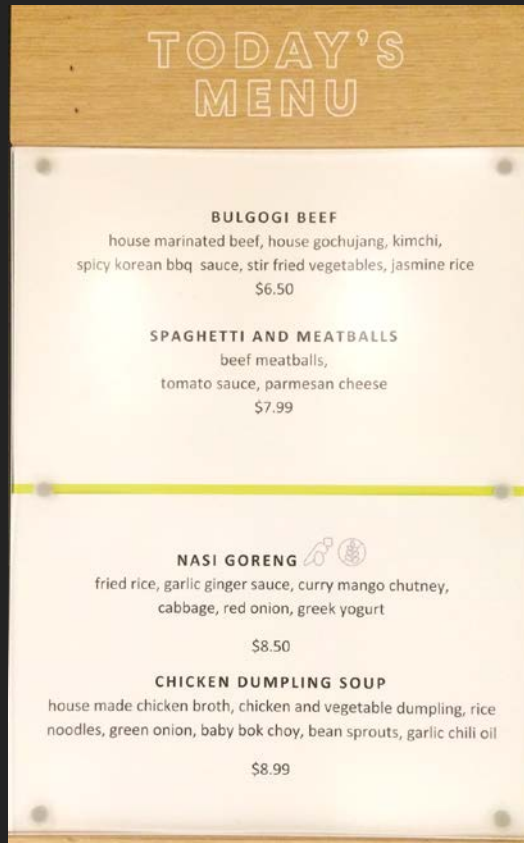 TODAY'S
MENU
BULGOGI BEEF
house marinated beef, house gochujang, kimchi,
spicy korean bbq sauce, stir fried vegetables, jasmine rice
$6.50
SPAGHETTI AND MEATBALLS
beef meatballs,
tomato sauce, parmesan cheese
$7.99
NASI GORENG
fried rice, garlic ginger sauce, curry mango chutney,
cabbage, red onion, greek yogurt
$8.50
CHICKEN DUMPLING SOUP
house made chicken broth, chicken and vegetable dumpling, rice
noodles, green onion, baby bok choy, bean sprouts, garlic chili oil
$8.99